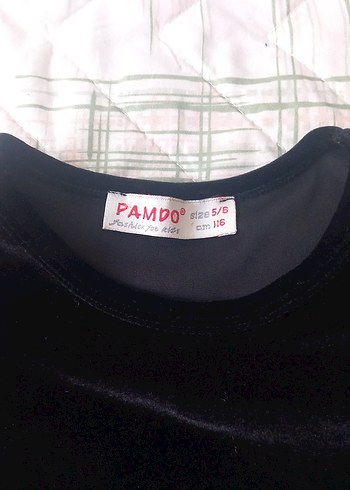 PAMDO® size 5/6
fashion for kids cm 116